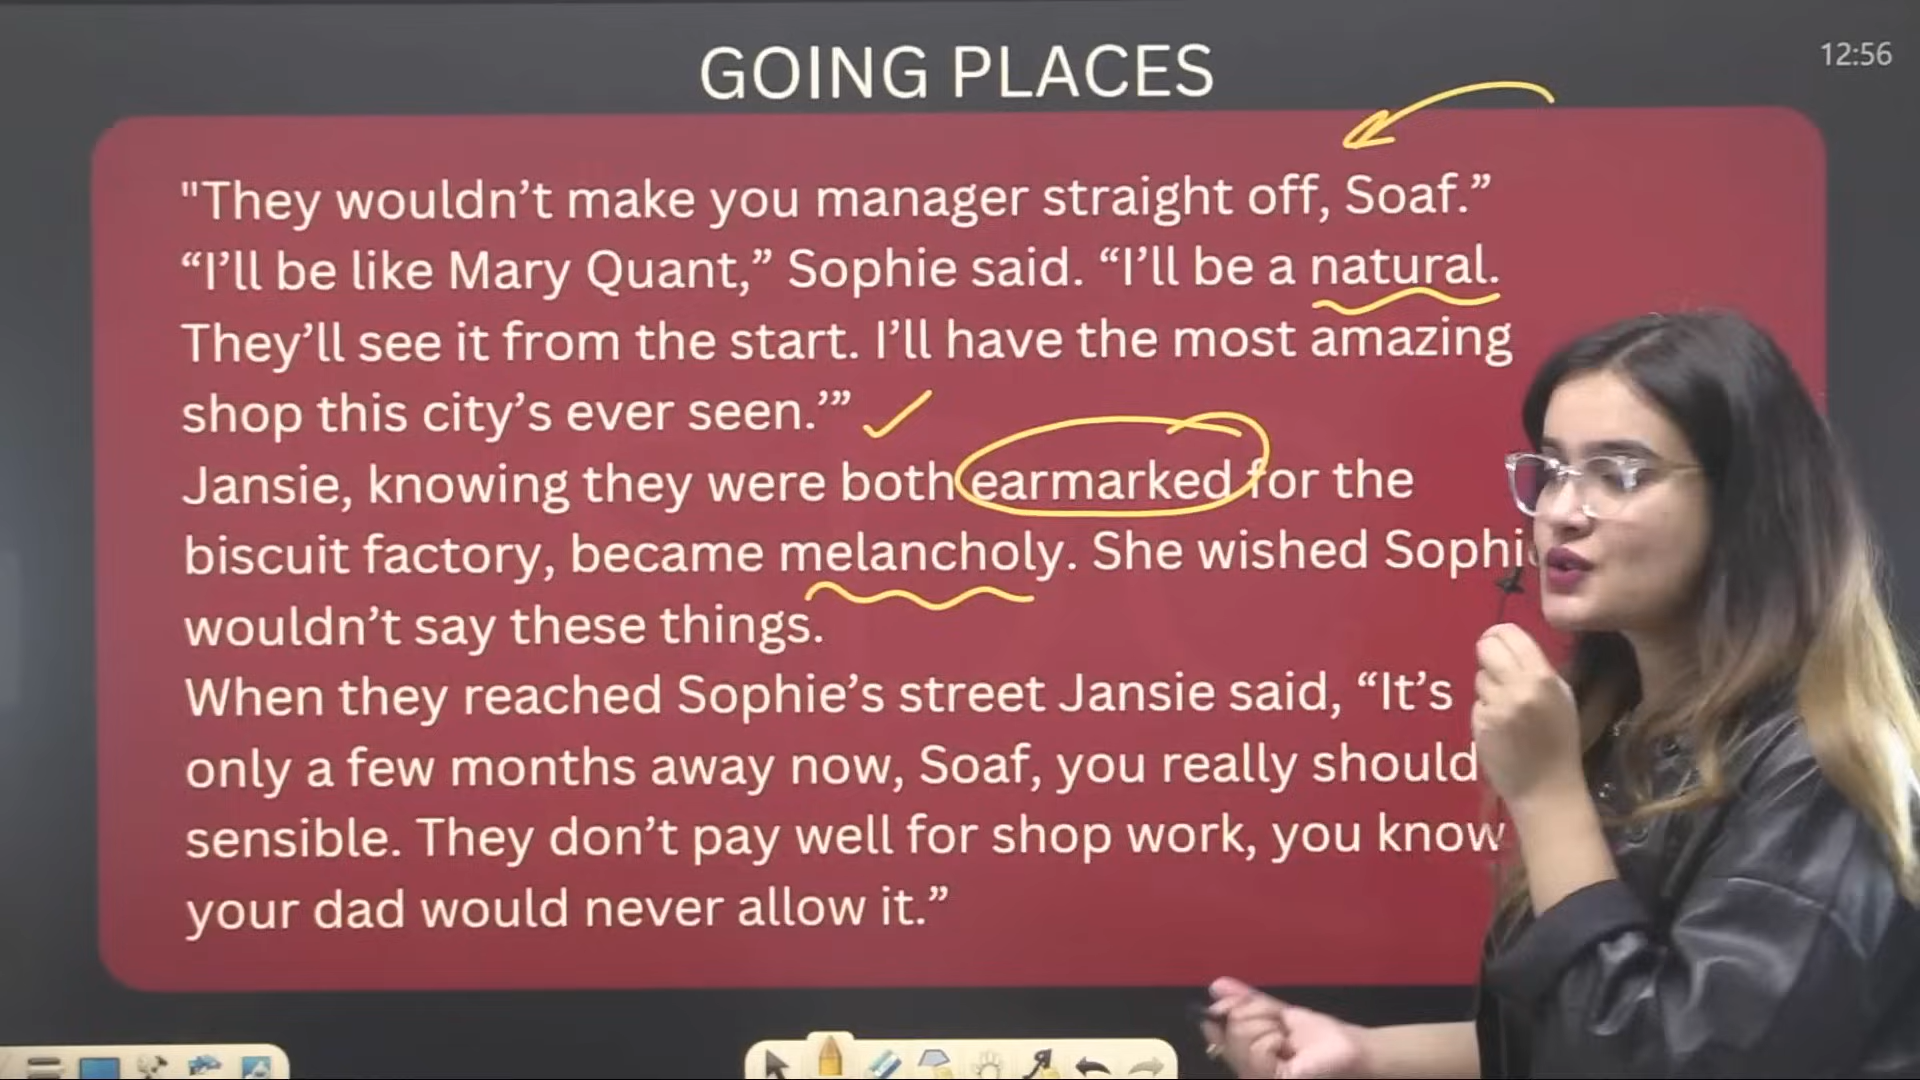 GOING PLACES
12:56
"They wouldn’t make you manager straight off, Soaf.”
“I’ll be like Mary Quant,” Sophie said. “I’ll be a natural.
They’ll see it from the start. I’ll have the most amazing
shop this city’s ever seen.’”
Jansie, knowing they were both earmarked for the
biscuit factory, became melancholy. She wished
wouldn’t say these things.
When they reached Sophie’s street Jansie said, “It’s
only a few months away now, Soaf, you really should
sensible. They don’t pay well for shop work, you know
your dad would never allow it.”